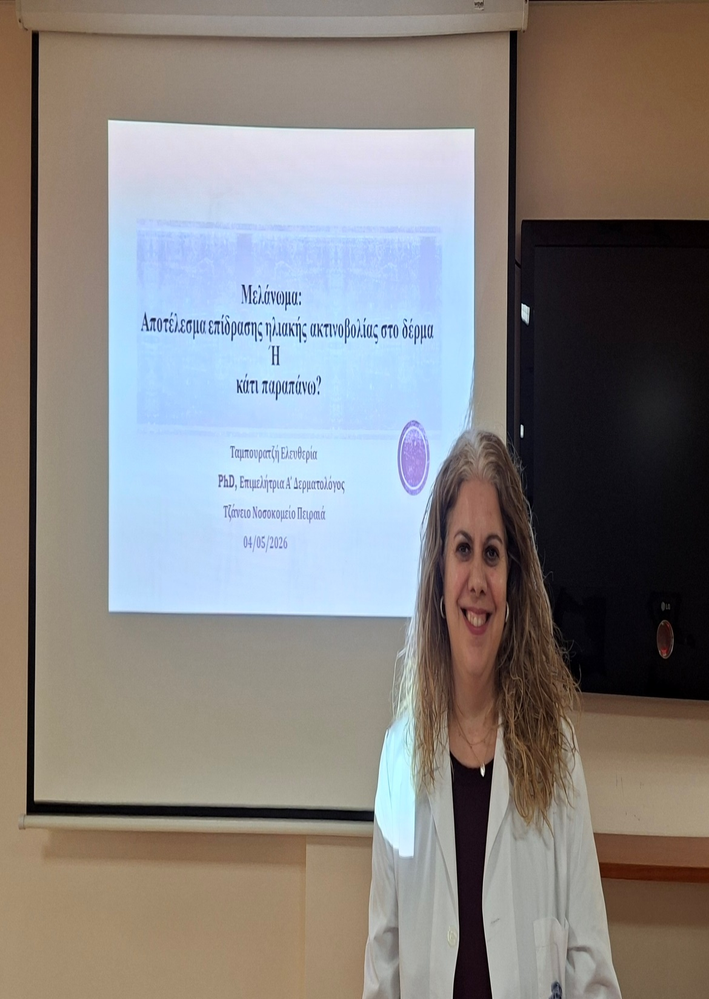 weyel
Μελάνωμα:
Αποτέλεσμα επίδρασης ηλιακής ακτινοβολίας στο δέρμα
Ή
κάτι παραπάνω?
Ταμπουρατζή Ελευθερία
PhD, Επιμελήτρια Α΄ Δερματολόγος
Τζάνειο Νοσοκομείο Πειραιά
04/05/2026
LG